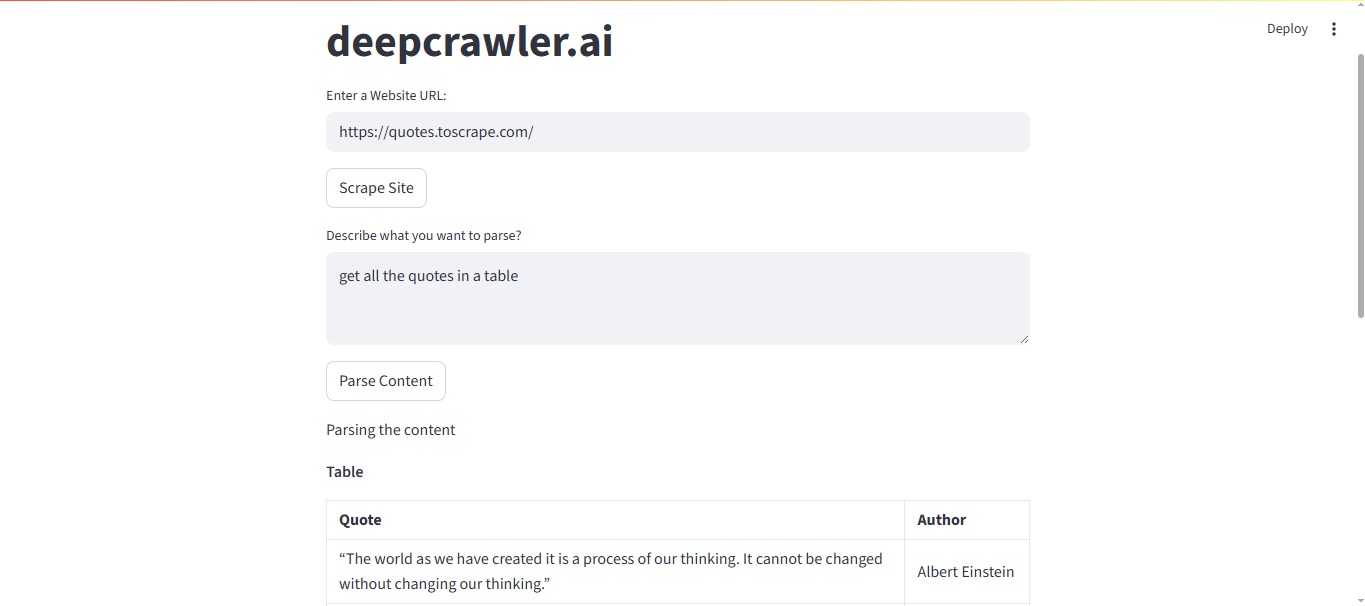 deepcrawler.ai
Deploy
Enter a Website URL:
https://quotes.toscrape.com/
Scrape Site
Describe what you want to parse?
get all the quotes in a table
Parse Content
Parsing the content
Table
Quote
Author
“The world as we have created it is a process of our thinking. It cannot be changed
without changing our thinking.”
Albert Einstein